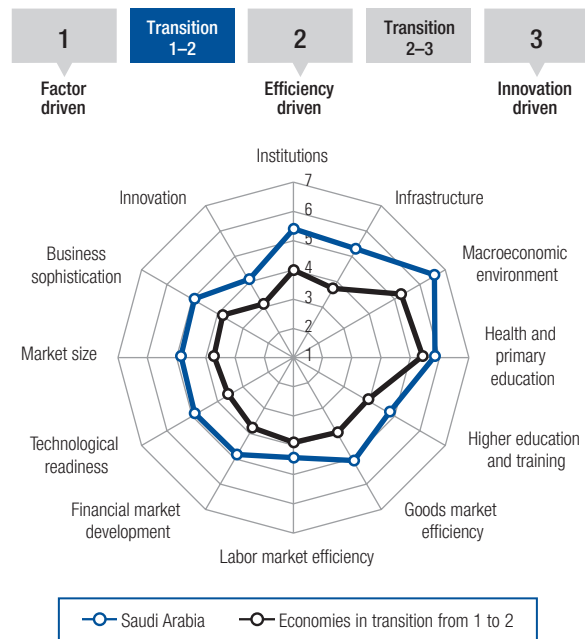 1
Transition
1–2
2
Transition
2–3
3
Factor
driven
Efficiency
driven
Innovation
driven
Institutions
7
6
5
4
3
2
1
Infrastructure
Macroeconomic
environment
Health and
primary
education
Higher education
and training
Goods market
efficiency
Labor market efficiency
Financial market
development
Technological
readiness
Market size
Business
sophistication
Innovation
Saudi Arabia
Economies in transition from 1 to 2